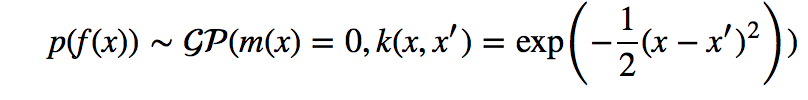 p(f(x)) ∼ 𝒢𝒫(m(x) = 0, k(x, x′) = exp(−1/2(x − x′)²))